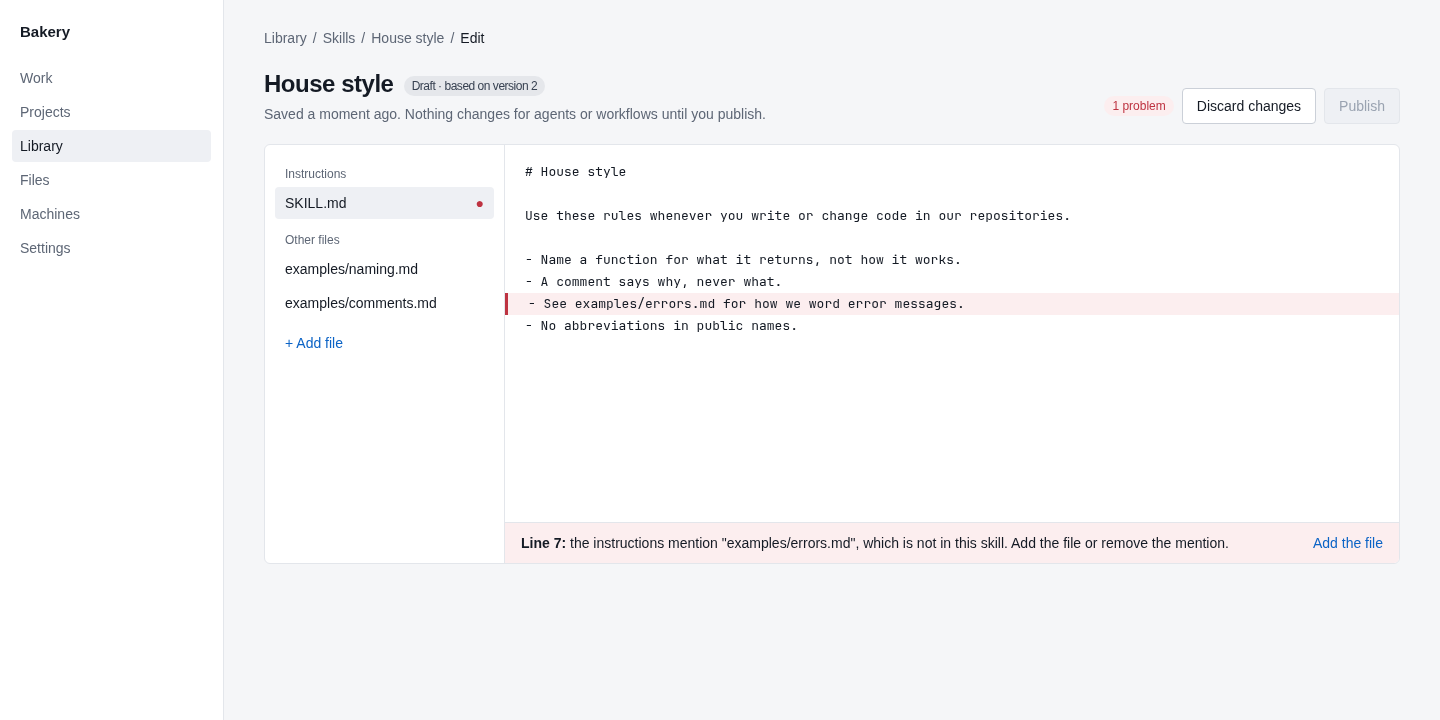 Bakery
Work
Projects
Library
Files
Machines
Settings
Library / Skills / House style / Edit
House style Draft · based on version 2
Saved a moment ago. Nothing changes for agents or workflows until you publish.
1 problem Discard changes Publish
Instructions
SKILL.md
Other files
examples/naming.md
examples/comments.md
+ Add file
# House style
Use these rules whenever you write or change code in our repositories.
- Name a function for what it returns, not how it works.
- A comment says why, never what.
- See examples/errors.md for how we word error messages.
- No abbreviations in public names.
Line 7: the instructions mention "examples/errors.md", which is not in this skill. Add the file or remove the mention. Add the file